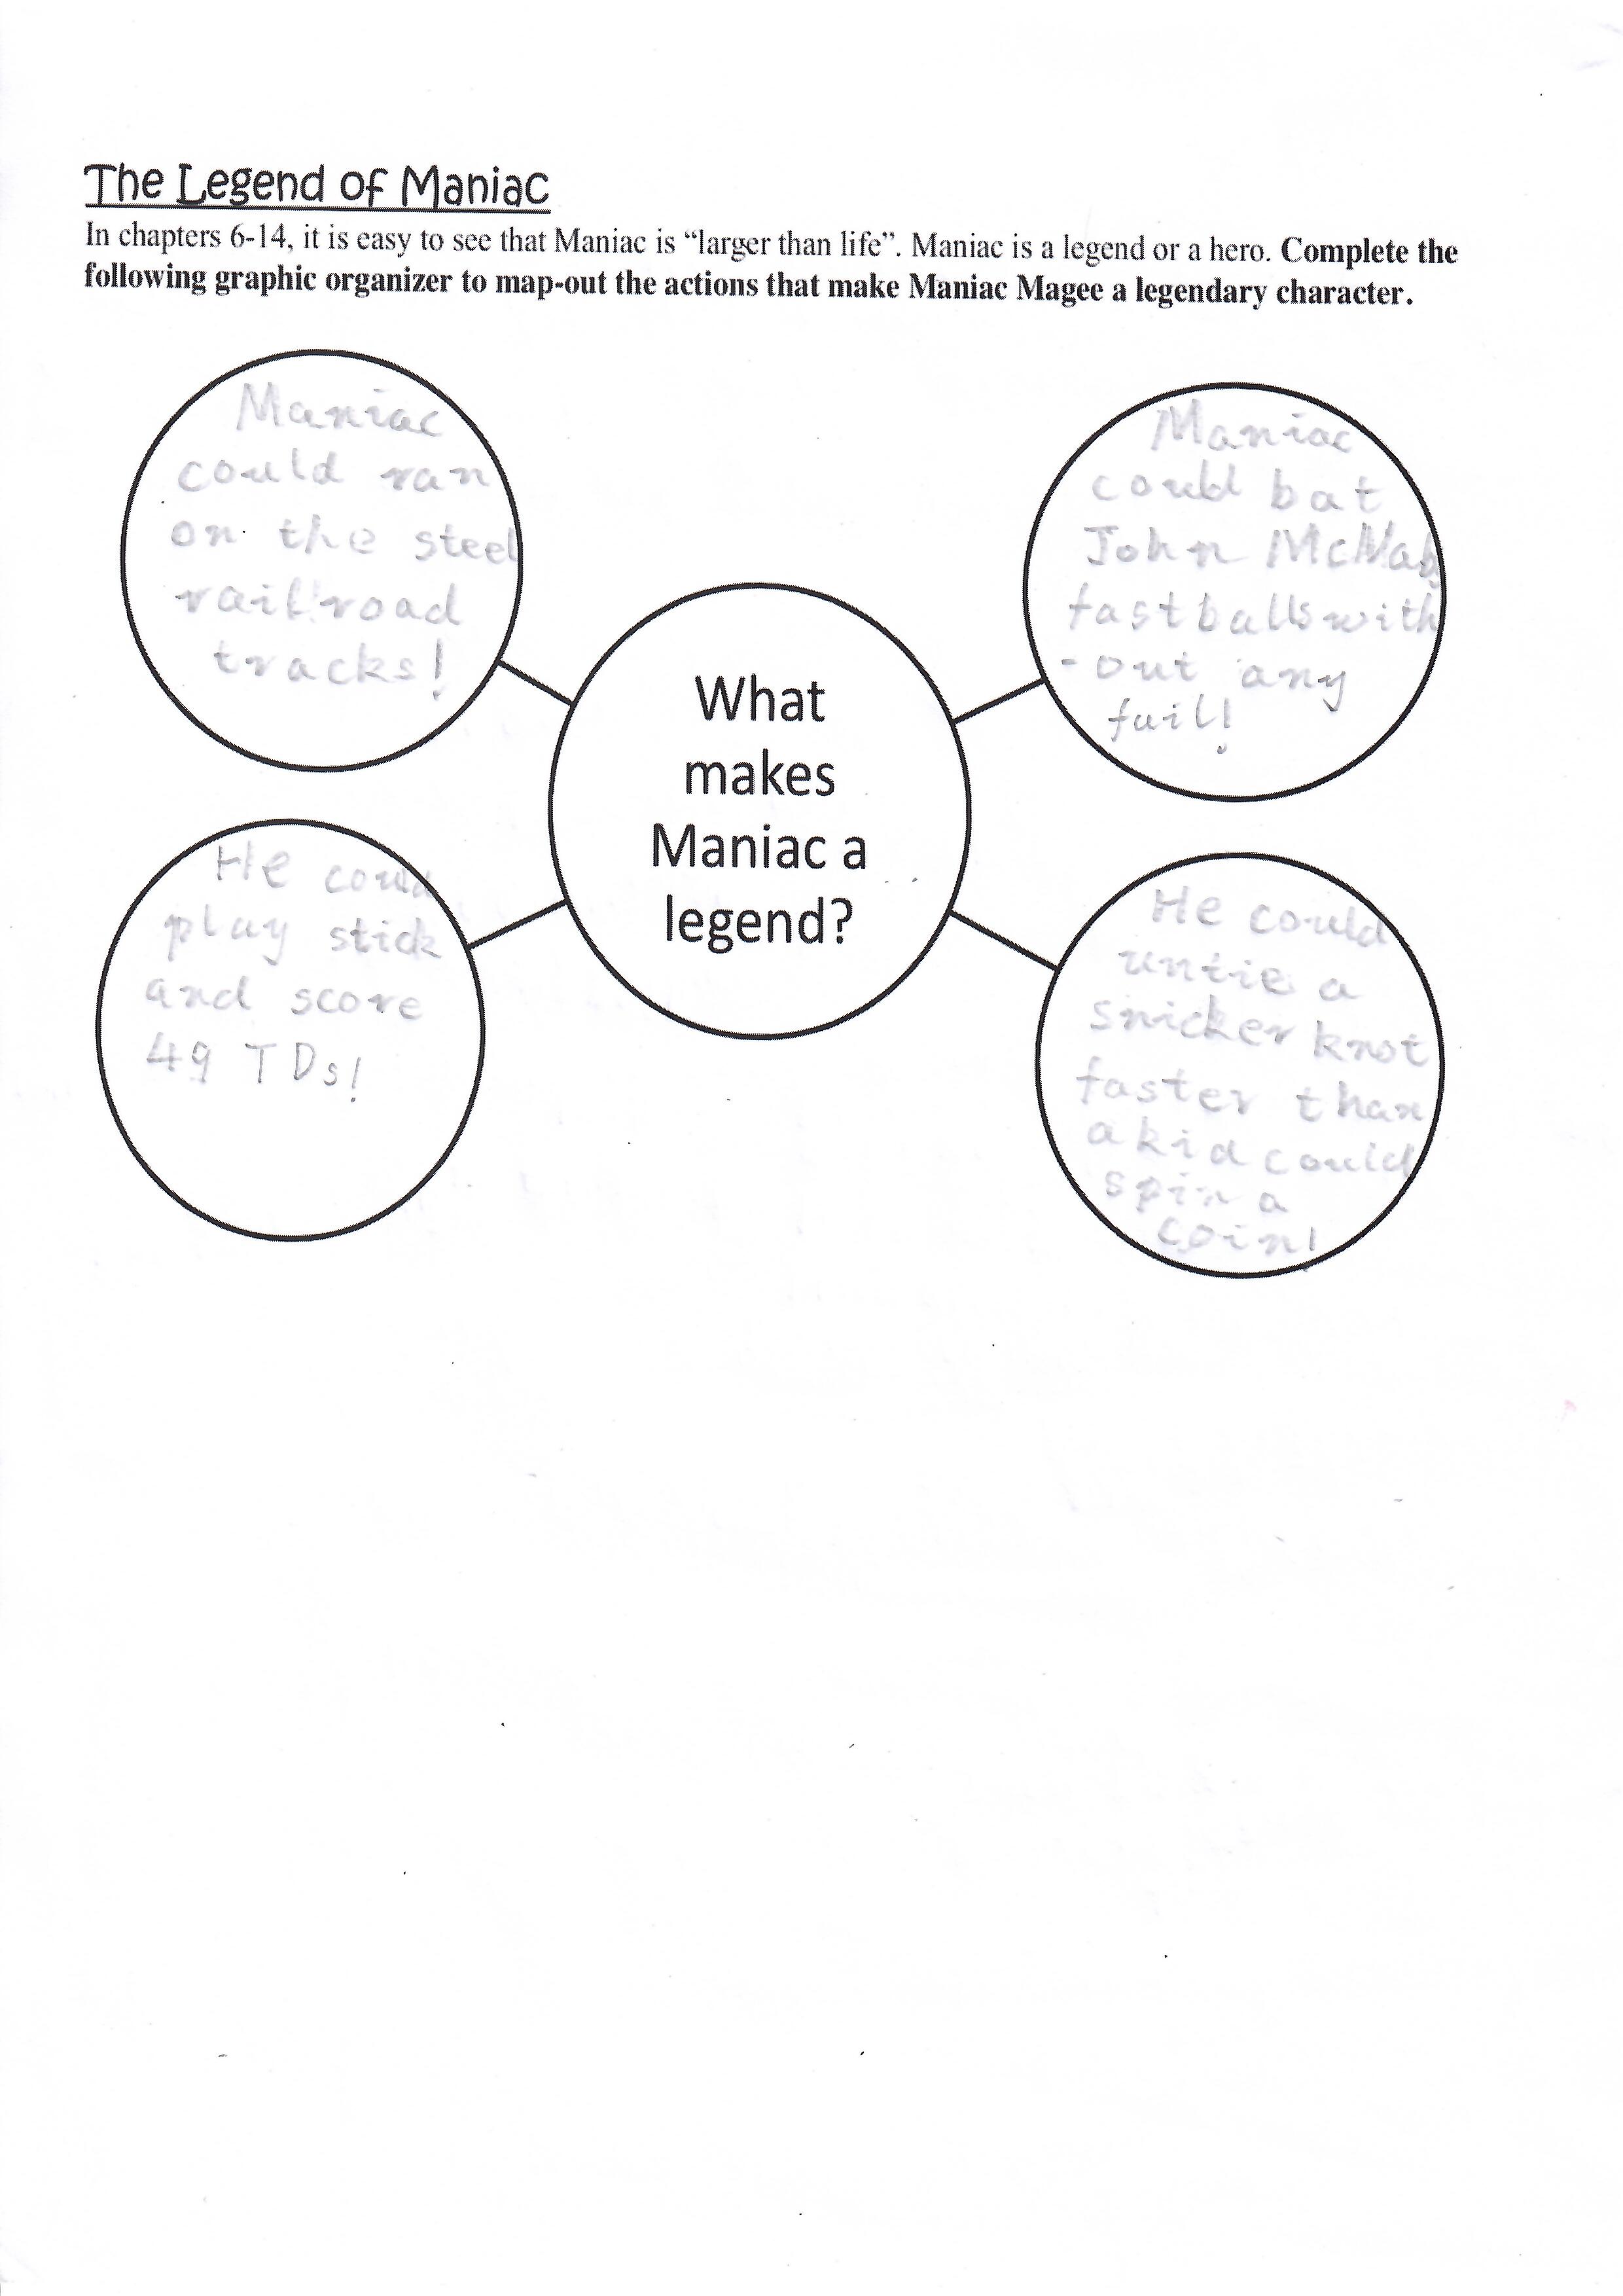 The Legend of Maniac
In chapters 6-14, it is easy to see that Maniac is “larger than life”. Maniac is a legend or a hero. Complete the
following graphic organizer to map-out the actions that make Maniac Magee a legendary character.
Maniac
could ran
on the steel
railroad
tracks!
Maniac
could bat
John McNabs
fastballs with
-out any
fail!
What
makes
Maniac a
legend?
He could
play stick
and score
49 TDs!
He could
untie a
snicker knot
faster than
a kid could
spin a
coin!